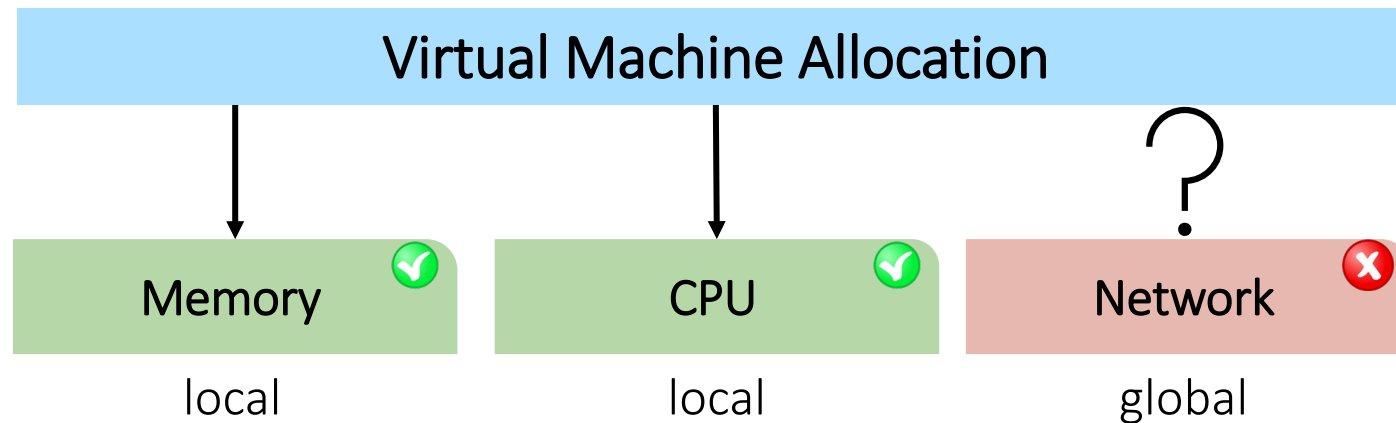 Virtual Machine Allocation
?
Memory
CPU
Network
local
local
global